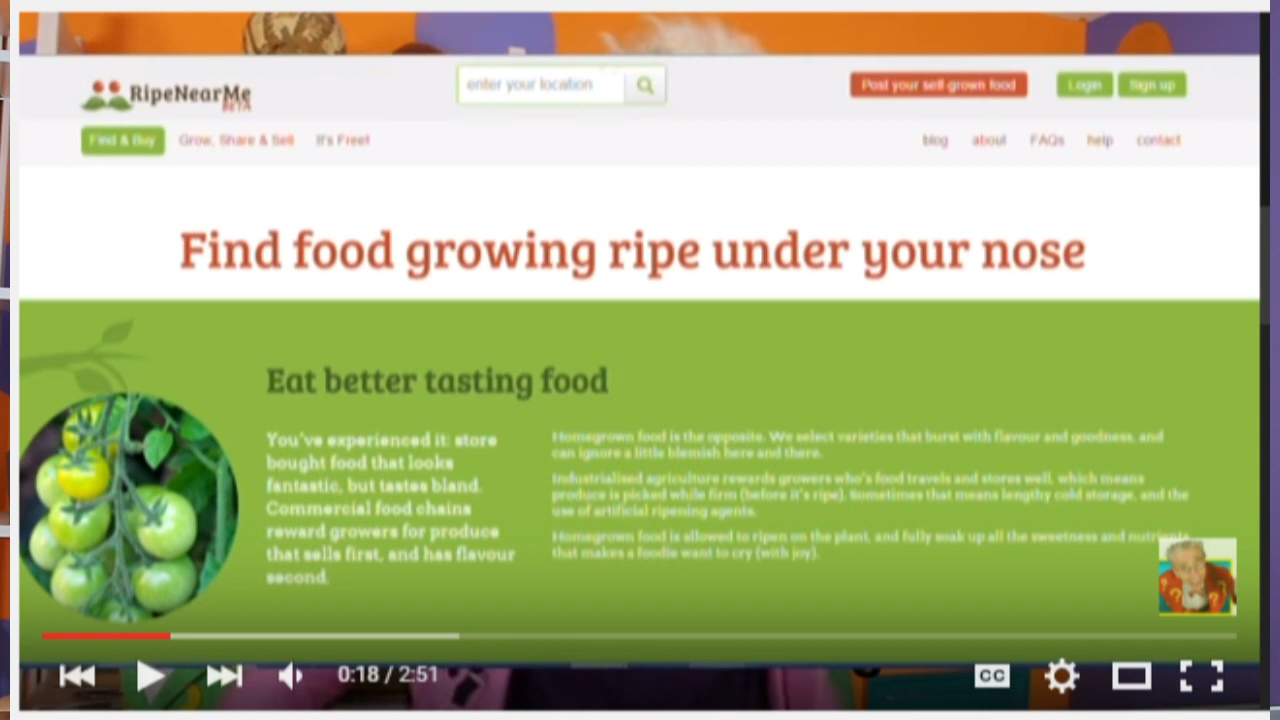 RipeNearMe
BETA
enter your location
Post your self grown food
Login
Sign up
Find & Buy
Grow, Share & Sell
It's Free!
blog
about
FAQs
help
contact
Find food growing ripe under your nose
Eat better tasting food
You've experienced it: store
bought food that looks
fantastic, but tastes bland.
Commercial food chains
reward growers for produce
that sells first, and has flavour
second.
Homegrown food is the opposite. We select varieties that burst with flavour and goodness, and
can ignore a little blemish here and there.
Industrialised agriculture rewards growers who's food travels and stores well, which means
produce is picked while firm (before it's ripe). Sometimes that means lengthy cold storage, and the
use of artificial ripening agents.
Homegrown food is allowed to ripen on the plant, and fully soak up all the sweetness and nutrients
that makes a foodie want to cry (with joy).
0:18 / 2:51
CC